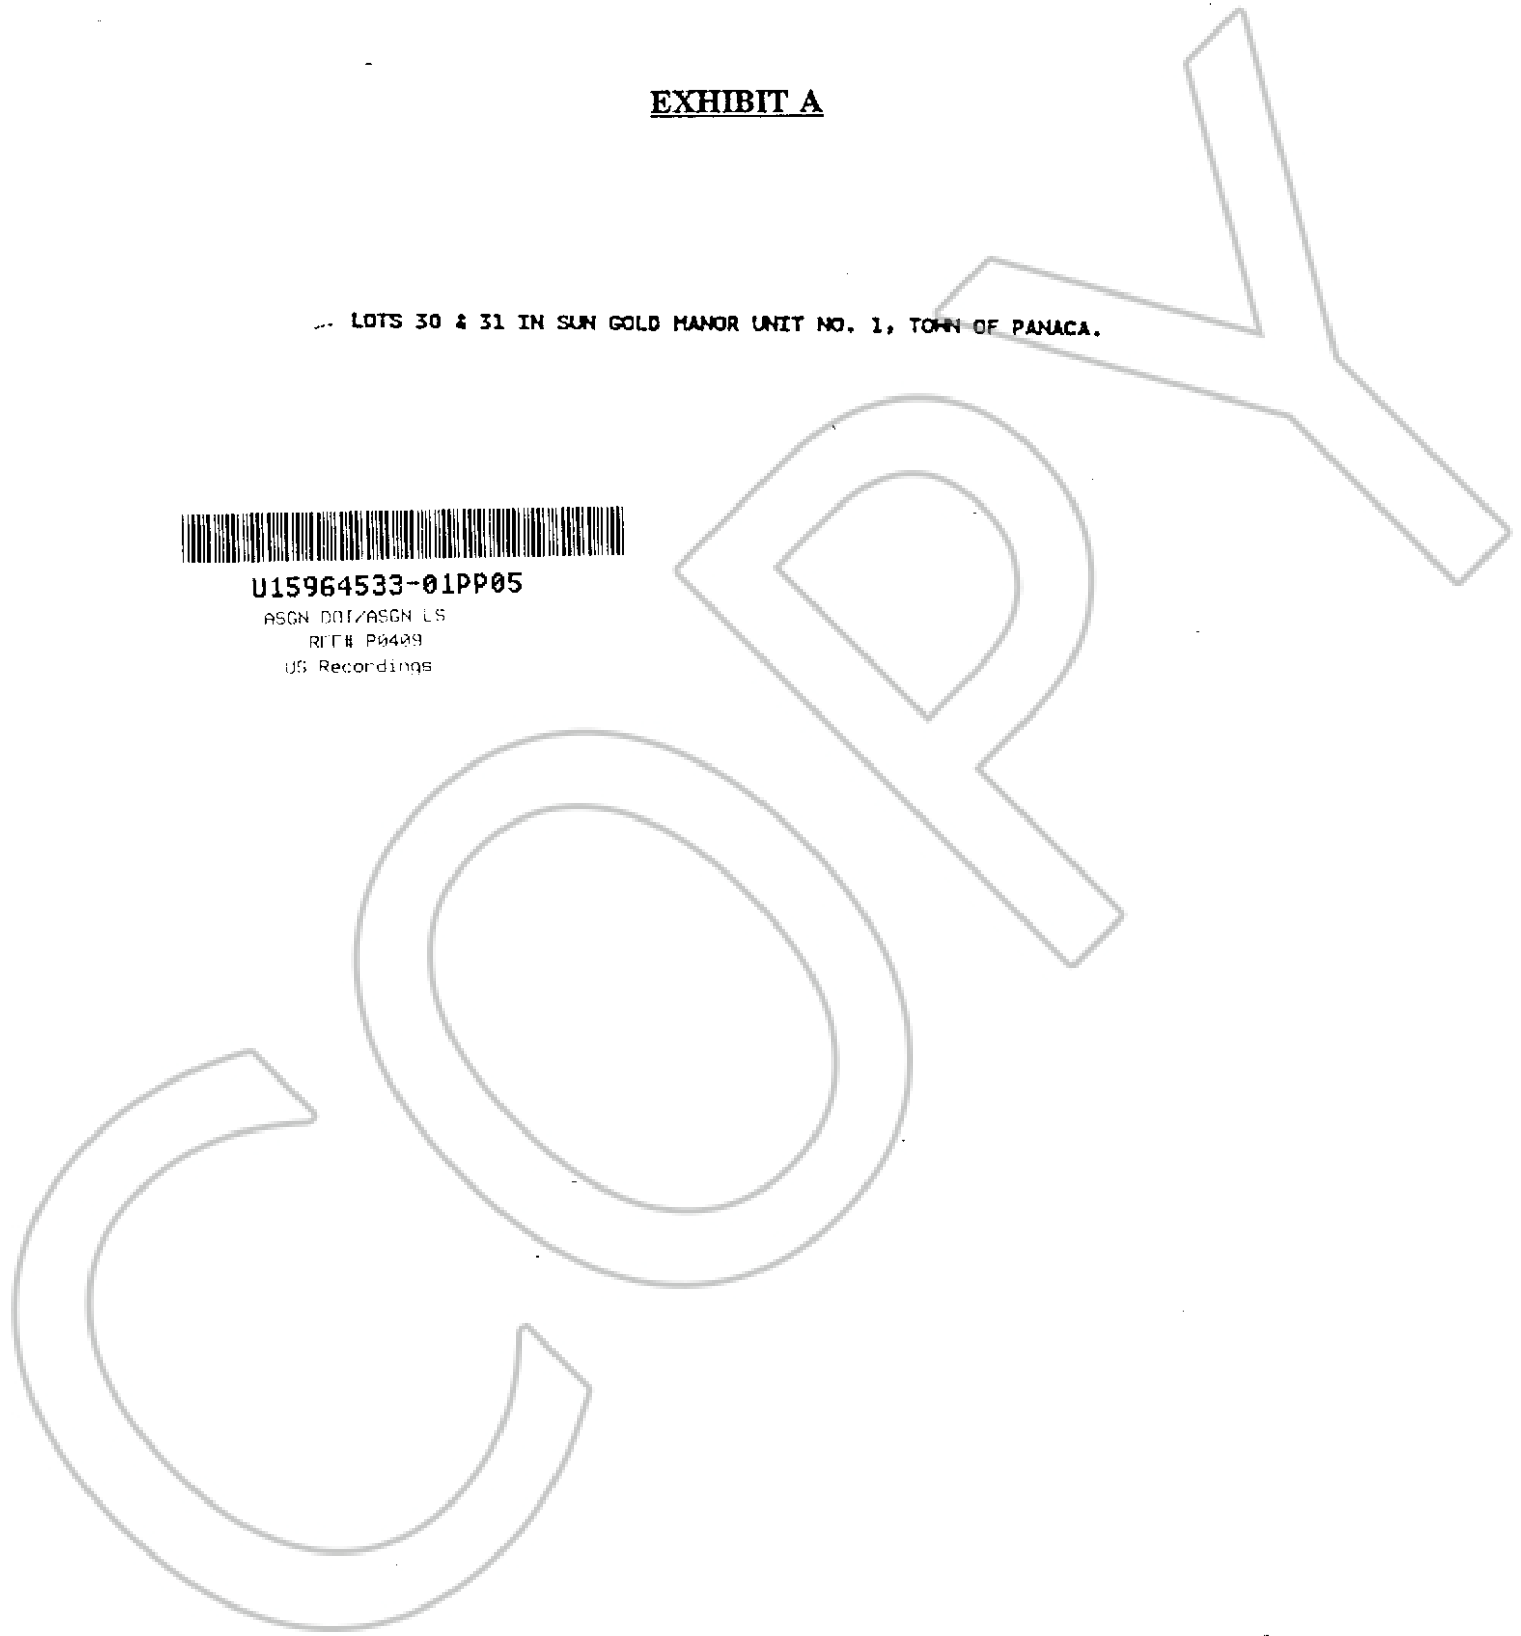 EXHIBIT A
... LOTS 30 & 31 IN SUN GOLD MANOR UNIT NO. 1, TOWN OF PANACA.
U15964533-01PP05
ASGN DOT/ASGN LS
REF# P0409
US Recordings
COPY